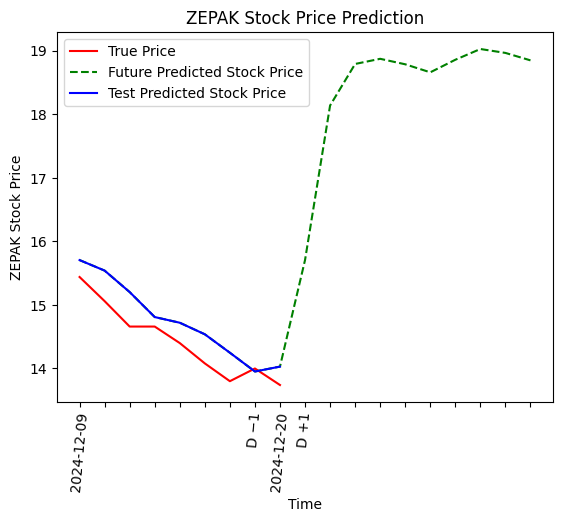 ZEPAK Stock Price Prediction
True Price
Future Predicted Stock Price
Test Predicted Stock Price
ZEPAK Stock Price
19
18
17
16
15
14
2024-12-09
D −1
2024-12-20
D +1
Time